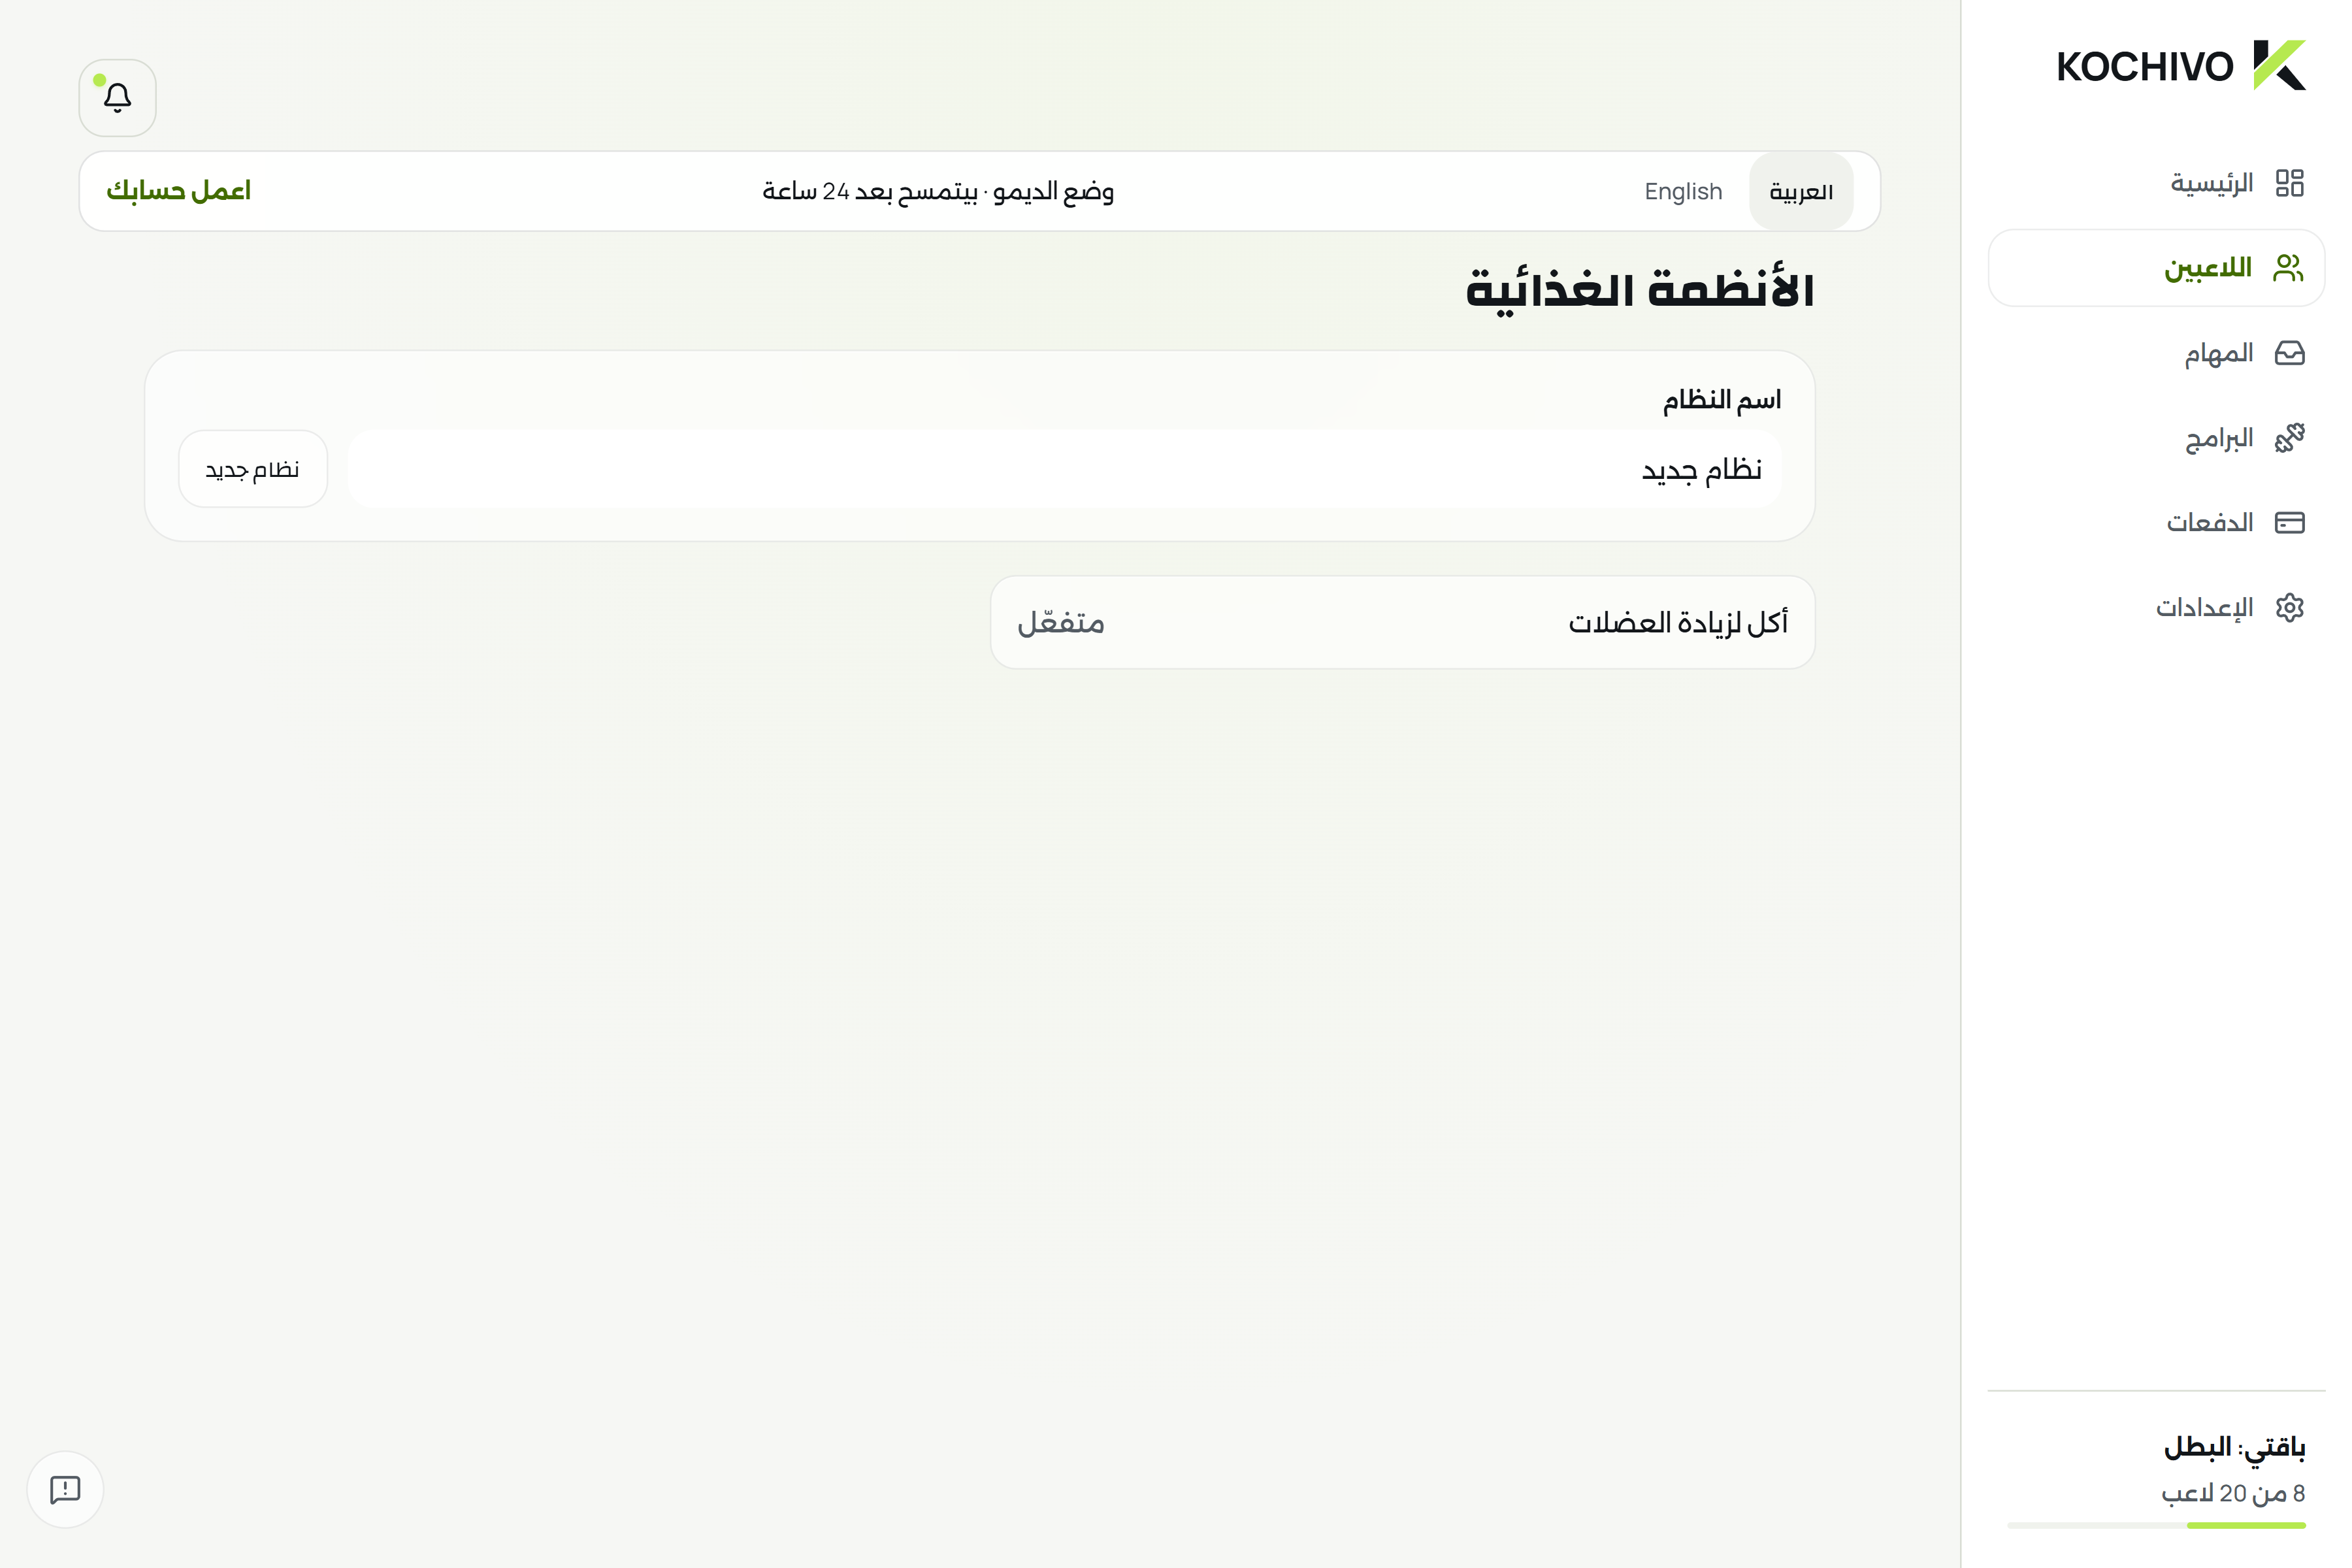 KOCHIVO
الرئيسية
اللاعبين
المهام
البرامج
الدفعات
الإعدادات
باقتي: البطل
8 من 20 لاعب
العربية
English
وضع الديمو · بيتمسح بعد 24 ساعة
اعمل حسابك
الأنظمة الغذائية
اسم النظام
نظام جديد
نظام جديد
أكل لزيادة العضلات
متفعّل